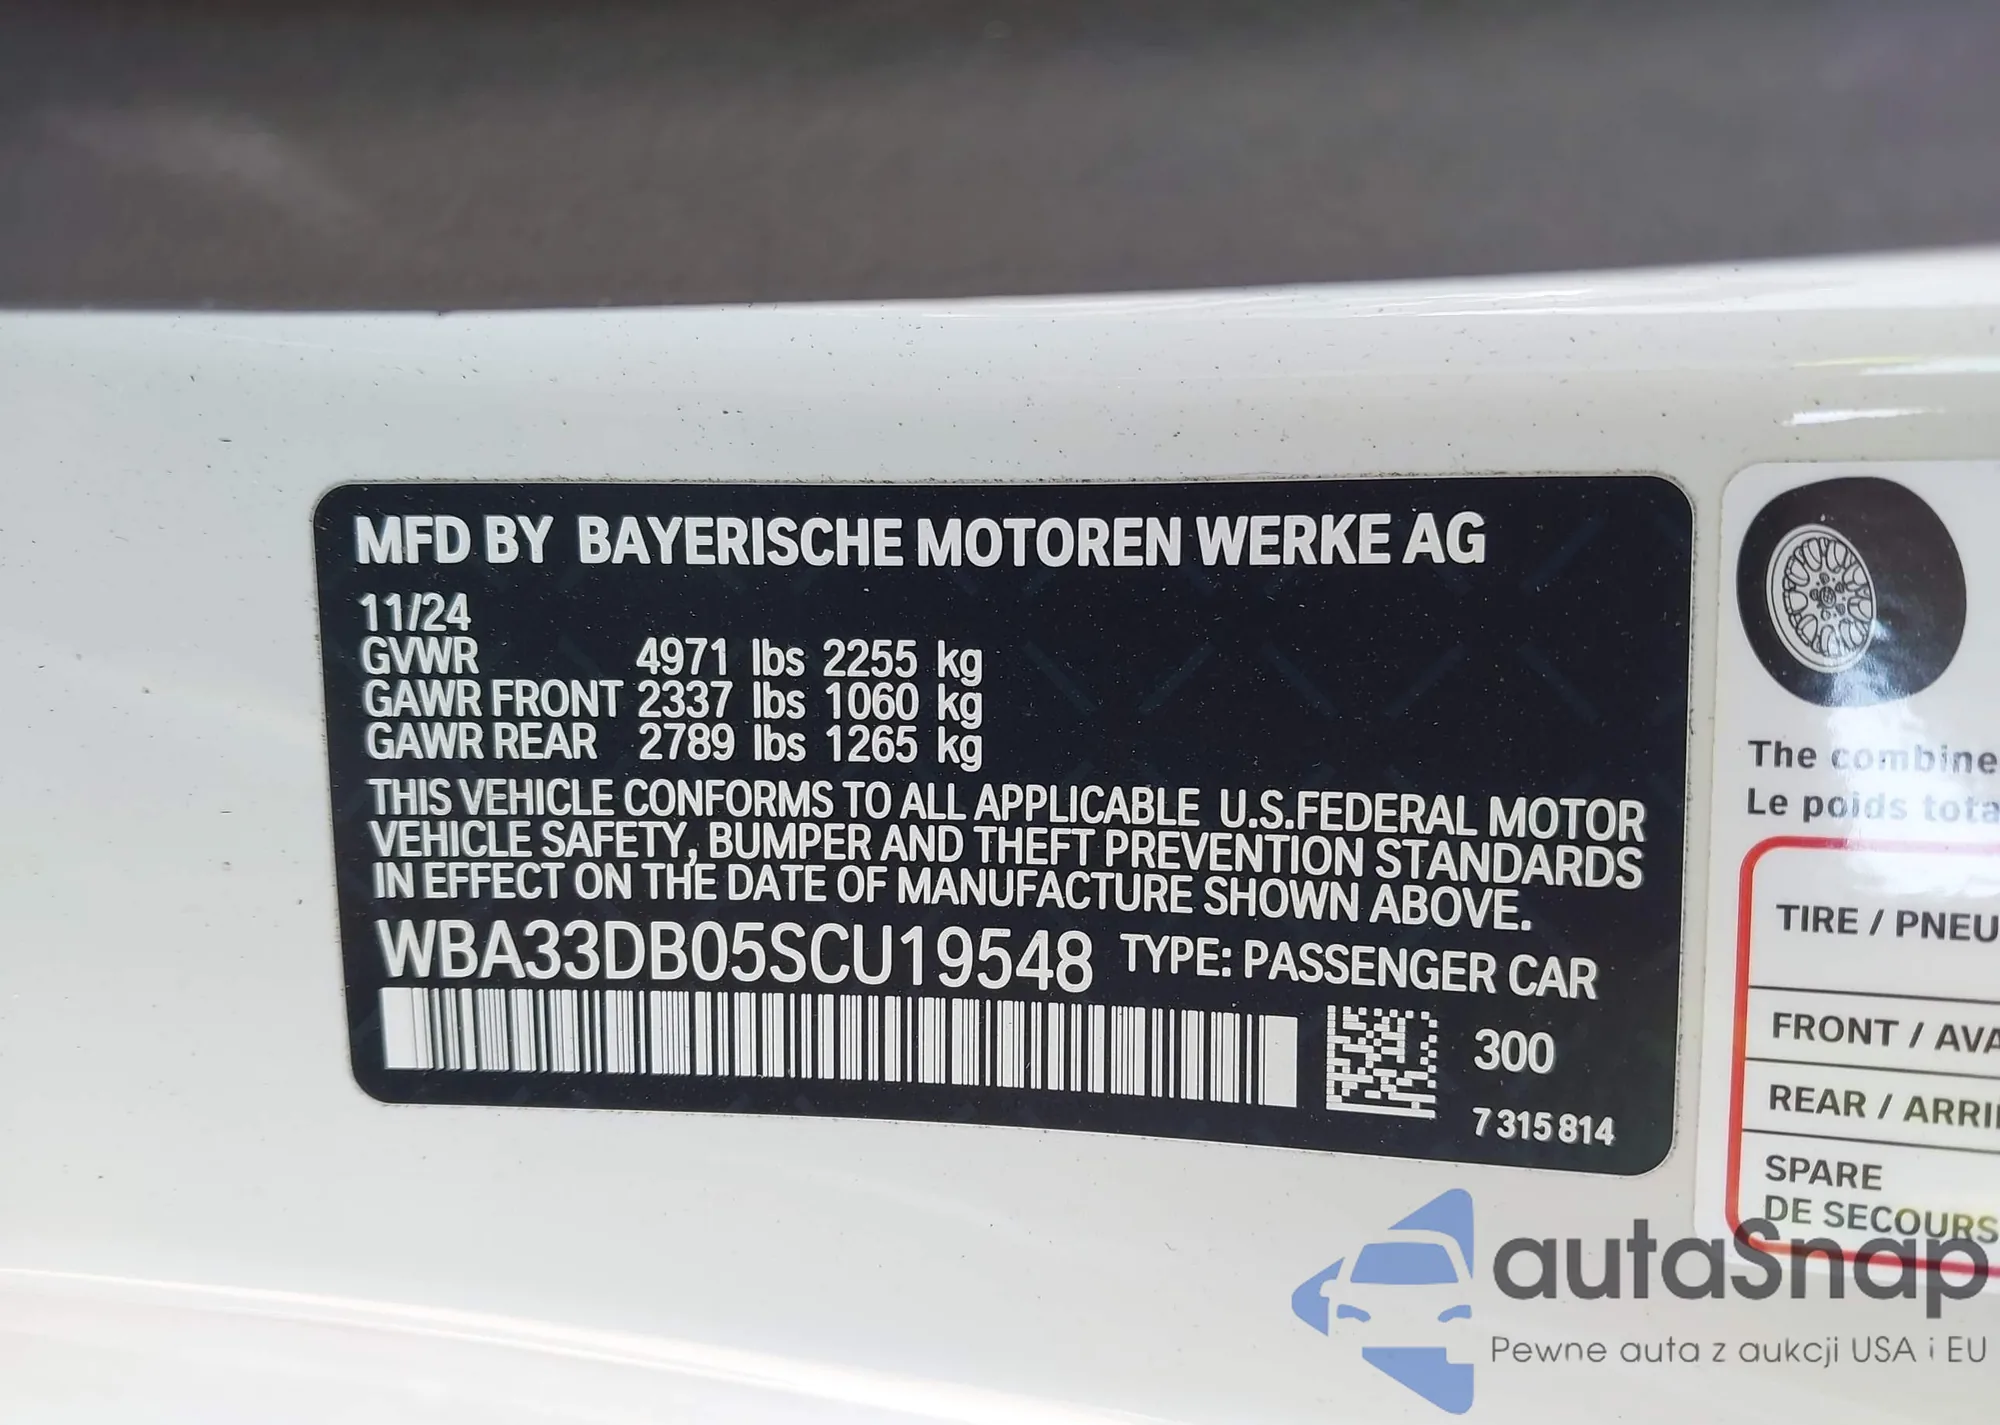 MFD BY BAYERISCHE MOTOREN WERKE AG
11/24
GVWR 4971 lbs 2255 kg
GAWR FRONT 2337 lbs 1060 kg
GAWR REAR 2789 lbs 1265 kg
THIS VEHICLE CONFORMS TO ALL APPLICABLE U.S.FEDERAL MOTOR
VEHICLE SAFETY, BUMPER AND THEFT PREVENTION STANDARDS
IN EFFECT ON THE DATE OF MANUFACTURE SHOWN ABOVE.
WBA33DB05SCU19548 TYPE: PASSENGER CAR
300
7 315 814
The combine
Le poids tota
TIRE / PNEU
FRONT / AVA
REAR / ARRI
SPARE
DE SECOURS
autaSnap
Pewne auta z aukcji USA i EU